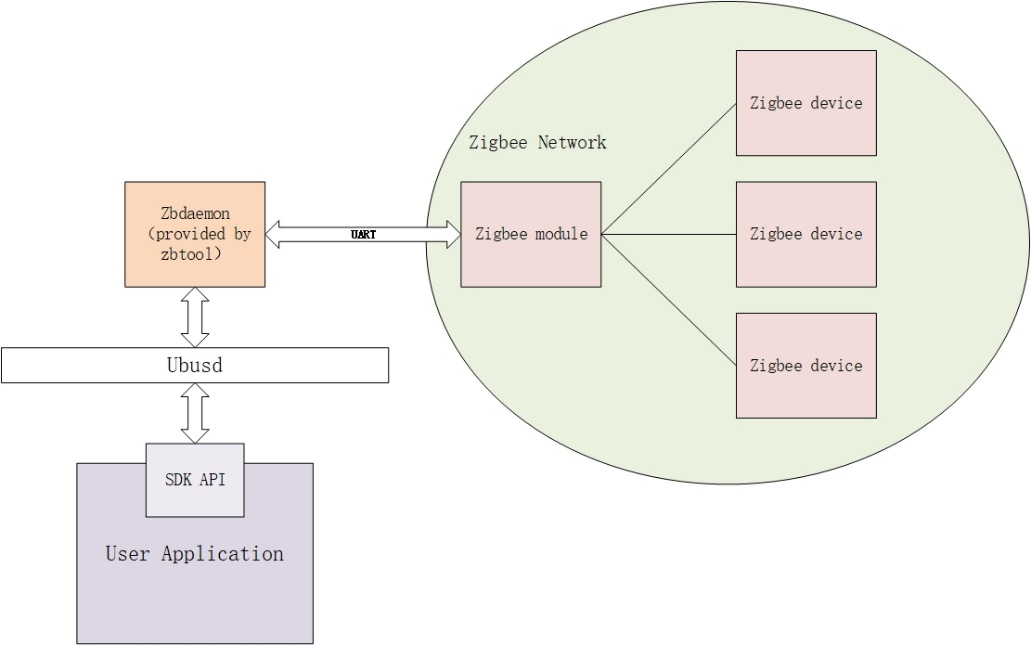 Zigbee device
Zigbee Network
Zbdaemon
（provided by
zbtool）
UART
Zigbee module
Zigbee device
Ubusd
Zigbee device
SDK API
User Application